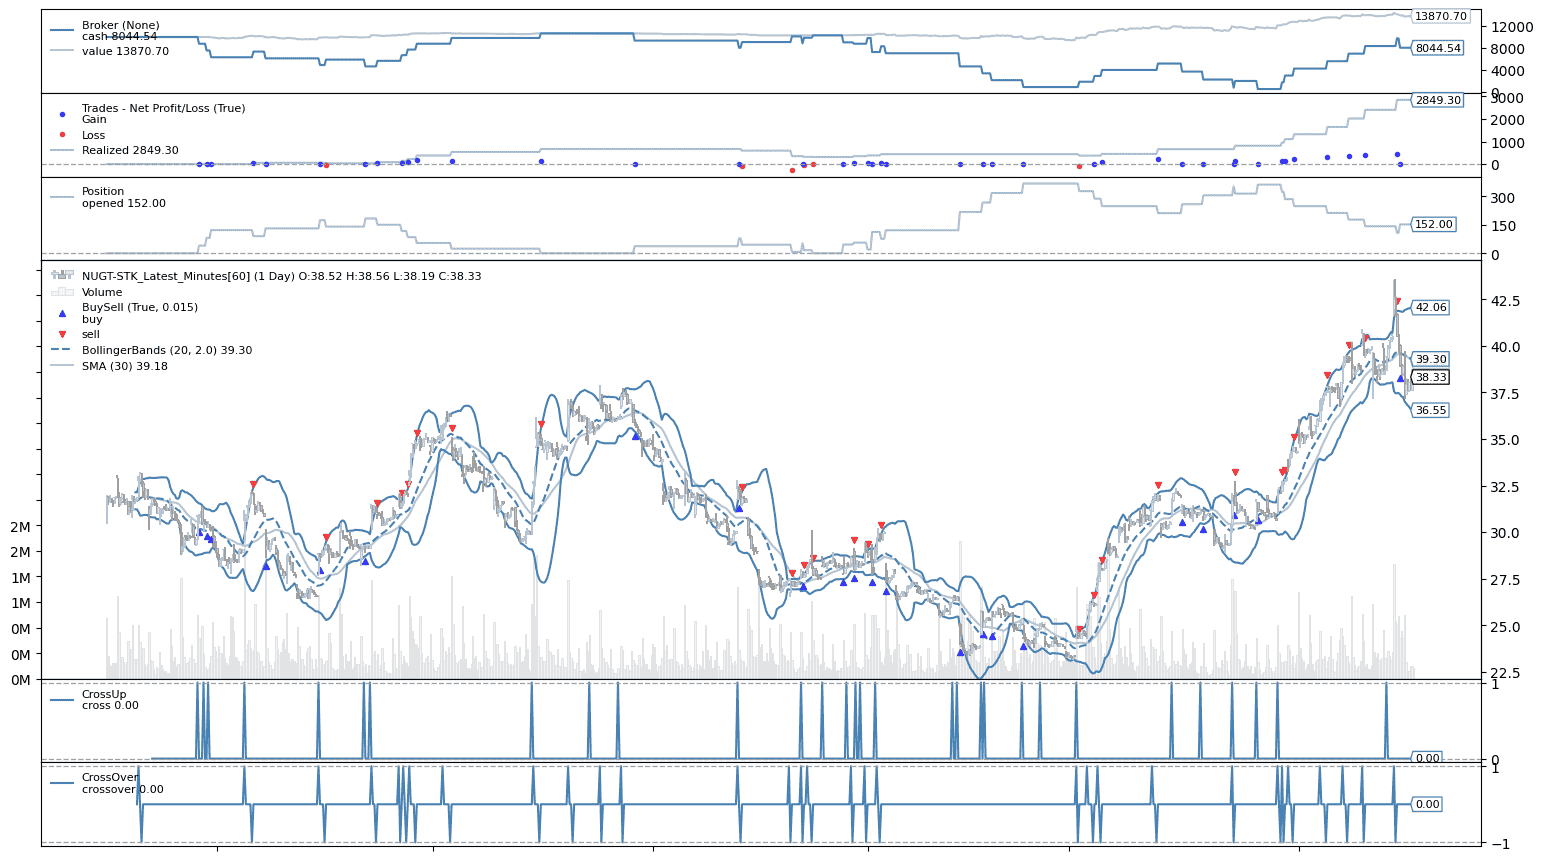 Broker (None)
cash 8044.54
value 13870.70
13870.70
8044.54
12000
8000
4000
0
Trades - Net Profit/Loss (True)
Gain
Loss
Realized 2849.30
2849.30
3000
2000
1000
0
Position
opened 152.00
152.00
300
150
0
NUGT-STK_Latest_Minutes[60] (1 Day) O:38.52 H:38.56 L:38.19 C:38.33
Volume
BuySell (True, 0.015)
buy
sell
BollingerBands (20, 2.0) 39.30
SMA (30) 39.18
42.06
39.30
38.33
36.55
42.5
40.0
37.5
35.0
32.5
30.0
27.5
25.0
22.5
2M
2M
1M
1M
0M
0M
0M
CrossUp
cross 0.00
0.00
1
0
CrossOver
crossover 0.00
0.00
1
−1